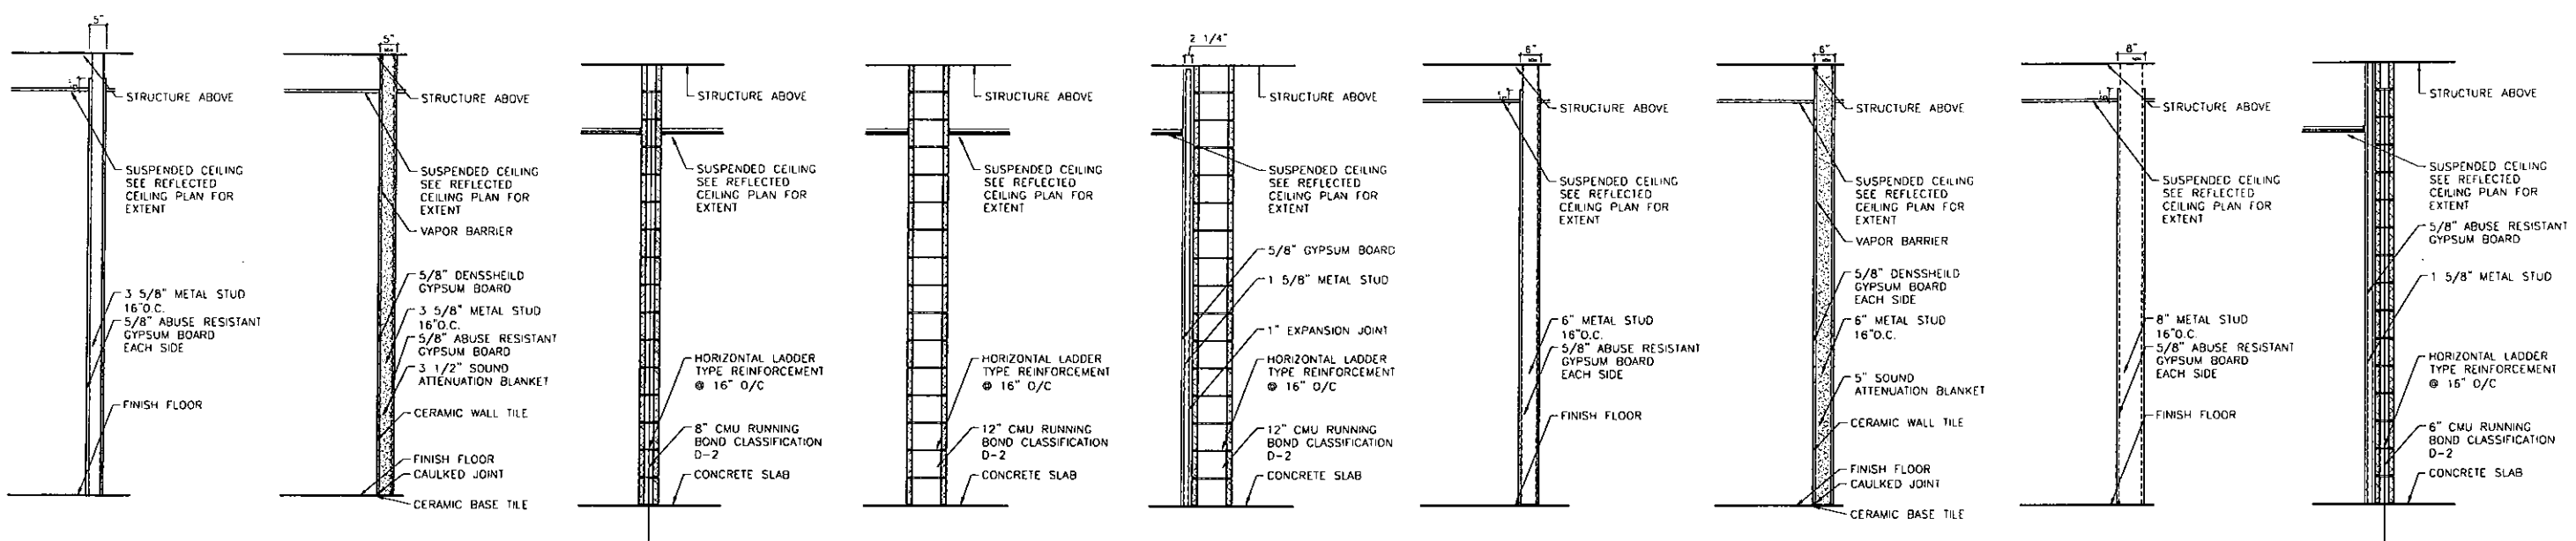 5"
STRUCTURE ABOVE
SUSPENDED CEILING
SEE REFLECTED
CEILING PLAN FOR
EXTENT
3 5/8" METAL STUD
16"O.C.
5/8" ABUSE RESISTANT
GYPSUM BOARD
EACH SIDE
FINISH FLOOR
5"
STRUCTURE ABOVE
SUSPENDED CEILING
SEE REFLECTED
CEILING PLAN FOR
EXTENT
VAPOR BARRIER
5/8" DENSSHEILD
GYPSUM BOARD
3 5/8" METAL STUD
16"O.C.
5/8" ABUSE RESISTANT
GYPSUM BOARD
3 1/2" SOUND
ATTENUATION BLANKET
CERAMIC WALL TILE
FINISH FLOOR
CAULKED JOINT
CERAMIC BASE TILE
STRUCTURE ABOVE
SUSPENDED CEILING
SEE REFLECTED
CEILING PLAN FOR
EXTENT
HORIZONTAL LADDER
TYPE REINFORCEMENT
@ 16" O/C
8" CMU RUNNING
BOND CLASSIFICATION
D-2
CONCRETE SLAB
STRUCTURE ABOVE
SUSPENDED CEILING
SEE REFLECTED
CEILING PLAN FOR
EXTENT
HORIZONTAL LADDER
TYPE REINFORCEMENT
@ 16" O/C
12" CMU RUNNING
BOND CLASSIFICATION
D-2
CONCRETE SLAB
2 1/4"
STRUCTURE ABOVE
SUSPENDED CEILING
SEE REFLECTED
CEILING PLAN FOR
EXTENT
5/8" GYPSUM BOARD
1 5/8" METAL STUD
1" EXPANSION JOINT
HORIZONTAL LADDER
TYPE REINFORCEMENT
@ 16" O/C
12" CMU RUNNING
BOND CLASSIFICATION
D-2
CONCRETE SLAB
6"
STRUCTURE ABOVE
SUSPENDED CEILING
SEE REFLECTED
CEILING PLAN FOR
EXTENT
6" METAL STUD
16"O.C.
5/8" ABUSE RESISTANT
GYPSUM BOARD
EACH SIDE
FINISH FLOOR
6"
STRUCTURE ABOVE
SUSPENDED CEILING
SEE REFLECTED
CEILING PLAN FOR
EXTENT
VAPOR BARRIER
5/8" DENSSHEILD
GYPSUM BOARD
EACH SIDE
6" METAL STUD
16"O.C.
5" SOUND
ATTENUATION BLANKET
CERAMIC WALL TILE
FINISH FLOOR
CAULKED JOINT
CERAMIC BASE TILE
8"
STRUCTURE ABOVE
SUSPENDED CEILING
SEE REFLECTED
CEILING PLAN FOR
EXTENT
8" METAL STUD
16"O.C.
5/8" ABUSE RESISTANT
GYPSUM BOARD
EACH SIDE
FINISH FLOOR
STRUCTURE ABOVE
SUSPENDED CEILING
SEE REFLECTED
CEILING PLAN FOR
EXTENT
5/8" ABUSE RESISTANT
GYPSUM BOARD
1 5/8" METAL STUD
HORIZONTAL LADDER
TYPE REINFORCEMENT
@ 16" O/C
6" CMU RUNNING
BOND CLASSIFICATION
D-2
CONCRETE SLAB